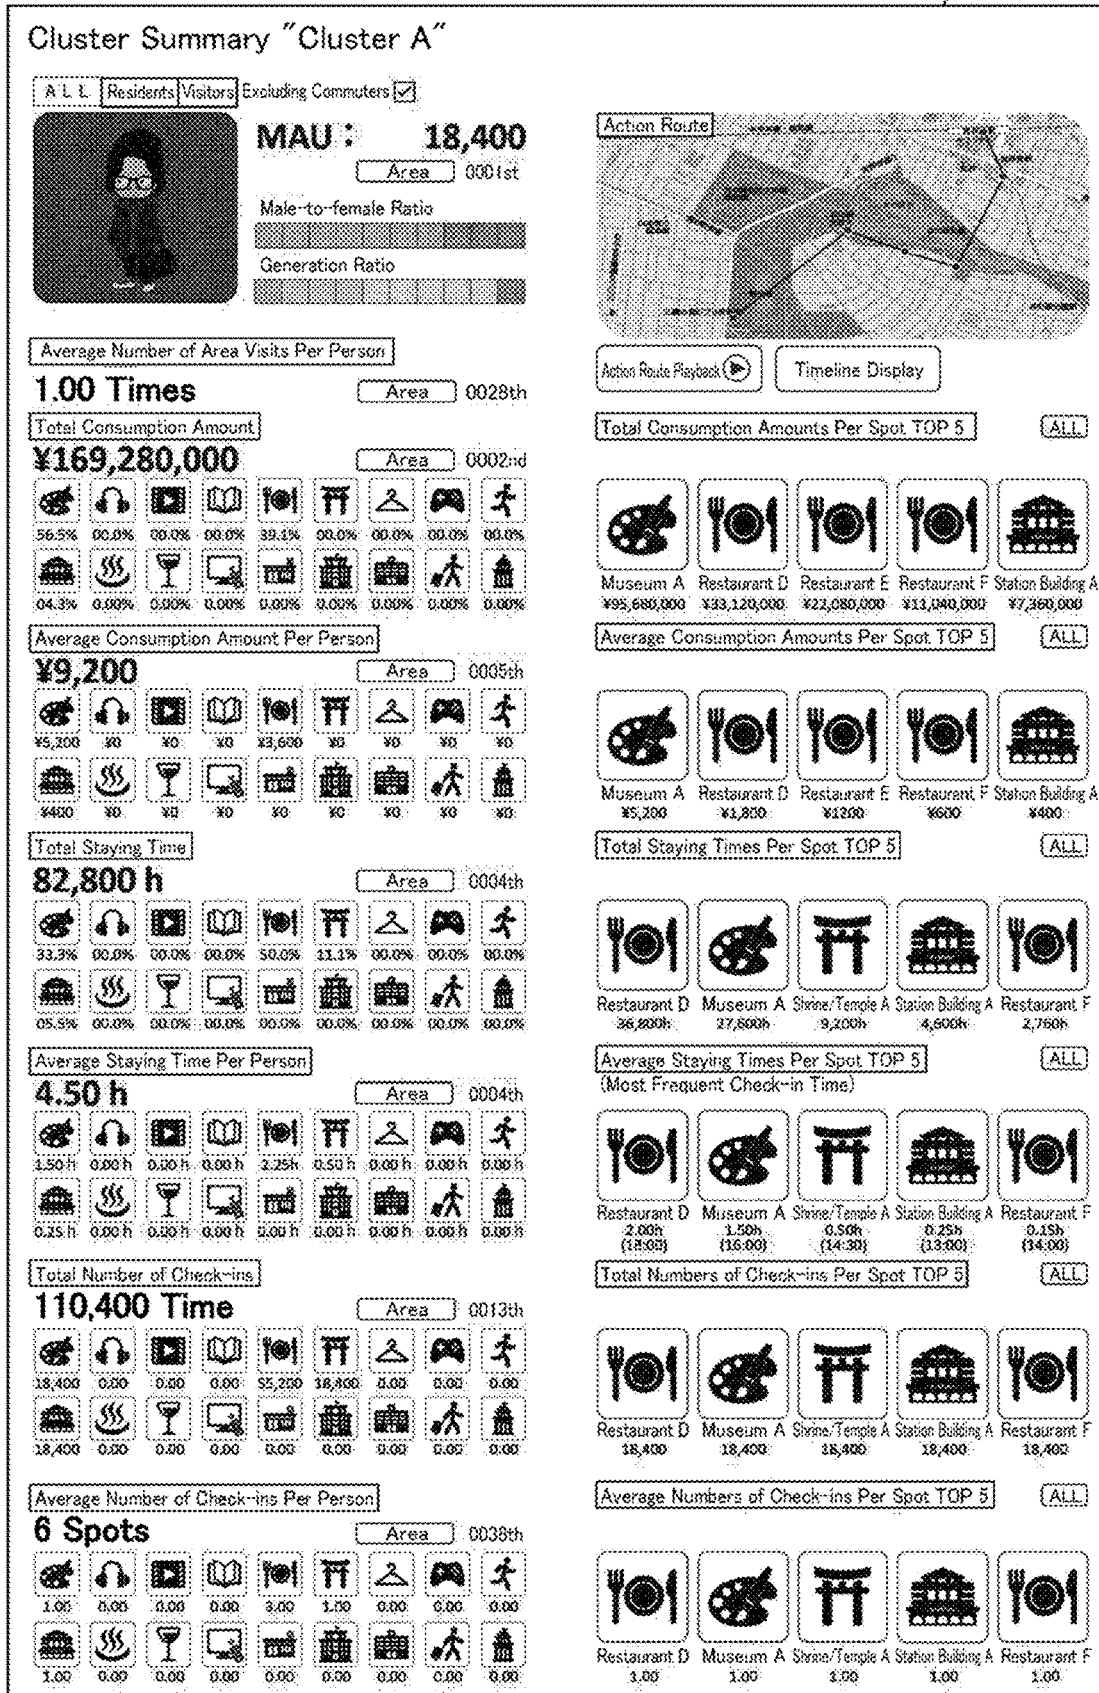 Cluster Summary "Cluster A"
ALL Residents Visitors Excluding Commuters
MAU : 18,400
Area 0001st
Male-to-female Ratio
Generation Ratio
Action Route
Average Number of Area Visits Per Person
1.00 Times Area 0028th
Action Route Playback Timeline Display
Total Consumption Amount
¥169,280,000 Area 0002nd
56.5% 00.0% 00.0% 00.0% 39.1% 00.0% 00.0% 00.0% 00.0%
04.3% 0.00% 0.00% 0.00% 0.00% 0.00% 0.00% 0.00% 0.00%
Total Consumption Amounts Per Spot TOP 5 ALL
Museum A Restaurant D Restaurant E Restaurant F Station Building A
¥95,680,000 ¥33,120,000 ¥22,080,000 ¥11,040,000 ¥7,360,000
Average Consumption Amount Per Person
¥9,200 Area 0005th
¥5,200 ¥0 ¥0 ¥0 ¥3,600 ¥0 ¥0 ¥0 ¥0
¥400 ¥0 ¥0 ¥0 ¥0 ¥0 ¥0 ¥0 ¥0
Average Consumption Amounts Per Spot TOP 5 ALL
Museum A Restaurant D Restaurant E Restaurant F Station Building A
¥5,200 ¥1,800 ¥1200 ¥600 ¥400
Total Staying Time
82,800 h Area 0004th
33.3% 00.0% 00.0% 00.0% 50.0% 11.1% 00.0% 00.0% 00.0%
05.5% 00.0% 00.0% 00.0% 00.0% 00.0% 00.0% 00.0% 00.0%
Total Staying Times Per Spot TOP 5 ALL
Restaurant D Museum A Shrine/Temple A Station Building A Restaurant F
36,800h 27,600h 9,200h 4,600h 2,760h
Average Staying Time Per Person
4.50 h Area 0004th
1.50 h 0.00 h 0.00 h 0.00 h 2.25h 0.50 h 0.00 h 0.00 h 0.00 h
0.25 h 0.00 h 0.00 h 0.00 h 0.00 h 0.00 h 0.00 h 0.00 h 0.00 h
Average Staying Times Per Spot TOP 5 ALL
(Most Frequent Check-in Time)
Restaurant D Museum A Shrine/Temple A Station Building A Restaurant F
2.00h 1.50h 0.50h 0.25h 0.15h
(18:00) (16:00) (14:30) (13:00) (14:00)
Total Number of Check-ins
110,400 Time Area 0013th
18,400 0.00 0.00 0.00 55,200 18,400 0.00 0.00 0.00
18,400 0.00 0.00 0.00 0.00 0.00 0.00 0.00 0.00
Total Numbers of Check-ins Per Spot TOP 5 ALL
Restaurant D Museum A Shrine/Temple A Station Building A Restaurant F
18,400 18,400 18,400 18,400 18,400
Average Number of Check-ins Per Person
6 Spots Area 0038th
1.00 0.00 0.00 0.00 3.00 1.00 0.00 0.00 0.00
1.00 0.00 0.00 0.00 0.00 0.00 0.00 0.00 0.00
Average Numbers of Check-ins Per Spot TOP 5 ALL
Restaurant D Museum A Shrine/Temple A Station Building A Restaurant F
1.00 1.00 1.00 1.00 1.00